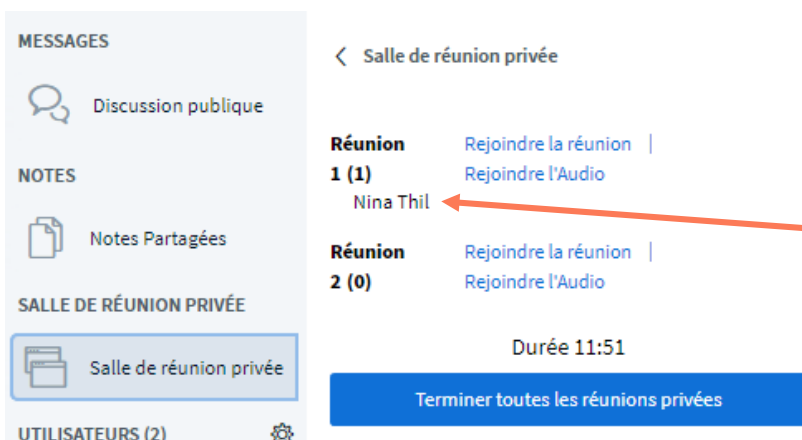 MESSAGES
Discussion publique
NOTES
Notes Partagées
SALLE DE RÉUNION PRIVÉE
Salle de réunion privée
UTILISATEURS (2)
Salle de réunion privée
Réunion Rejoindre la réunion |
1 (1) Rejoindre l'Audio
Nina Thil
Réunion Rejoindre la réunion |
2 (0) Rejoindre l'Audio
Durée 11:51
Terminer toutes les réunions privées